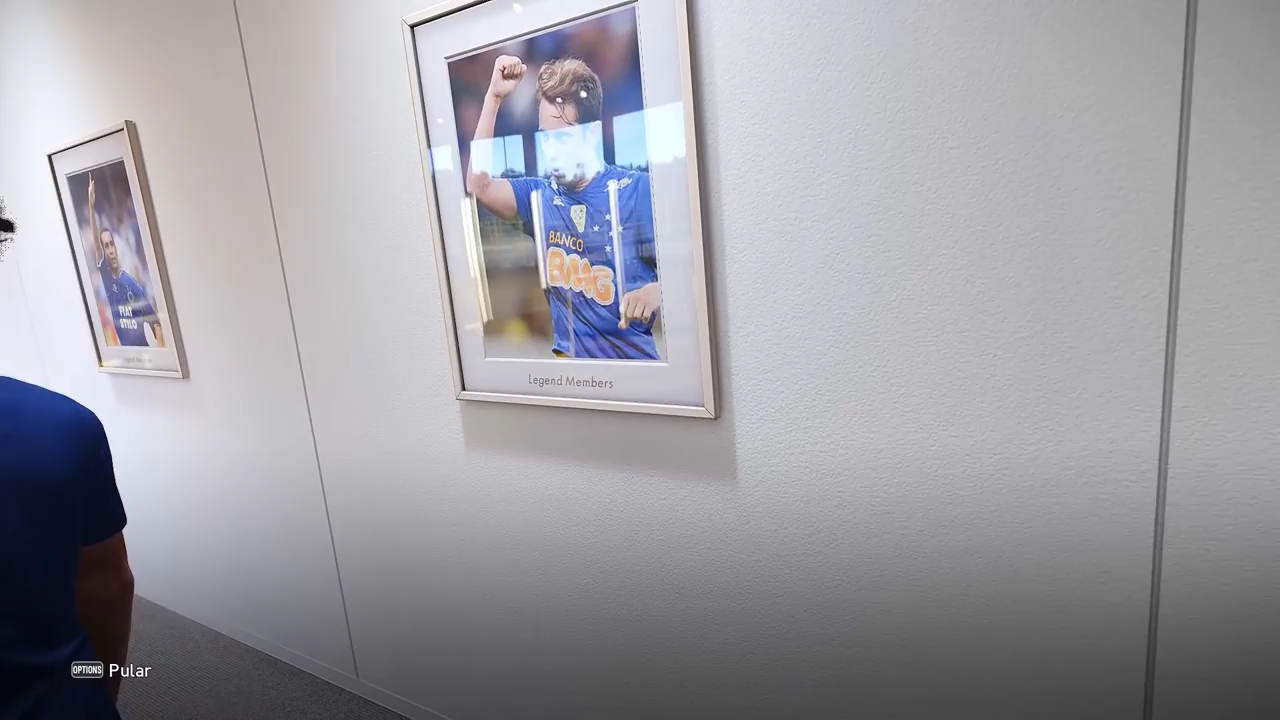 FIAT
STILO
BANCO
BMG
Legend Members
OPTIONS Pular